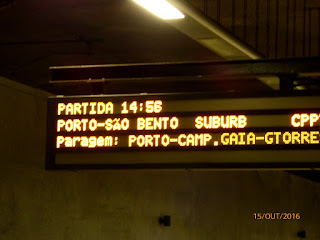 PARTIDA 14:56
PORTO-SÃO BENTO SUBURB CPP
Paragem: PORTO-CAMP.GAIA-GTORRE
15/OUT/2016